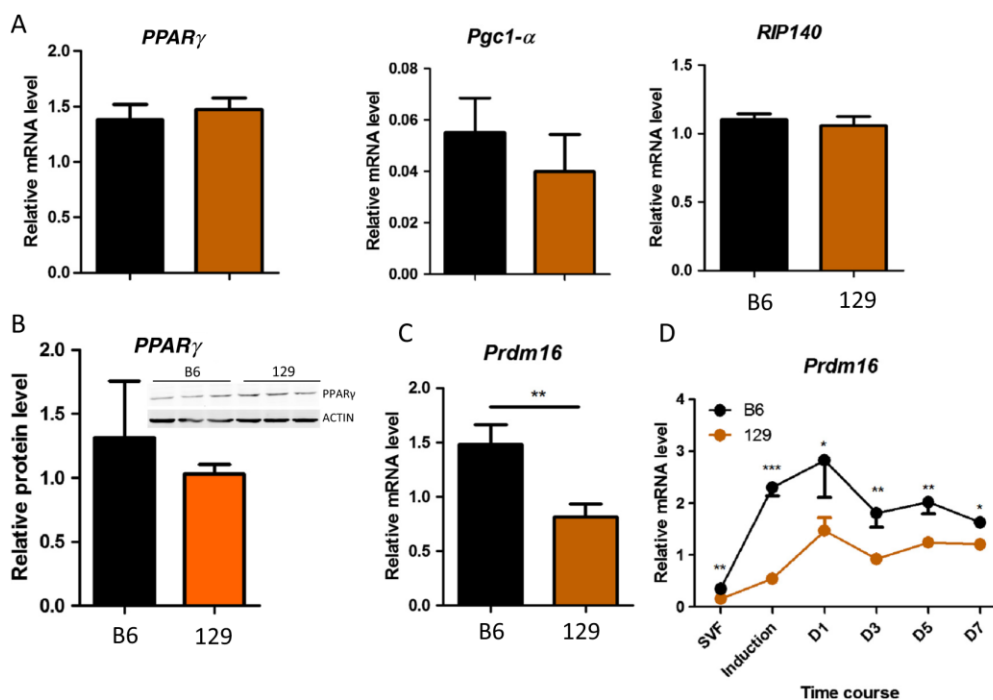 A
PPARγ
Relative mRNA level
2.0
1.5
1.0
0.5
0.0
Pgc1-α
Relative mRNA level
0.08
0.06
0.04
0.02
0.00
RIP140
Relative mRNA level
1.5
1.0
0.5
0.0
B6 129
B
PPARγ
Relative protein level
2.0
1.5
1.0
0.5
0.0
B6 129
PPARγ
ACTIN
B6 129
C
Prdm16
Relative mRNA level
2.0
1.5
1.0
0.5
0.0
**
B6 129
D
Prdm16
Relative mRNA level
4
3
2
1
0
B6
129
**
***
*
**
**
*
SVF
Induction
D1
D3
D5
D7
Time course